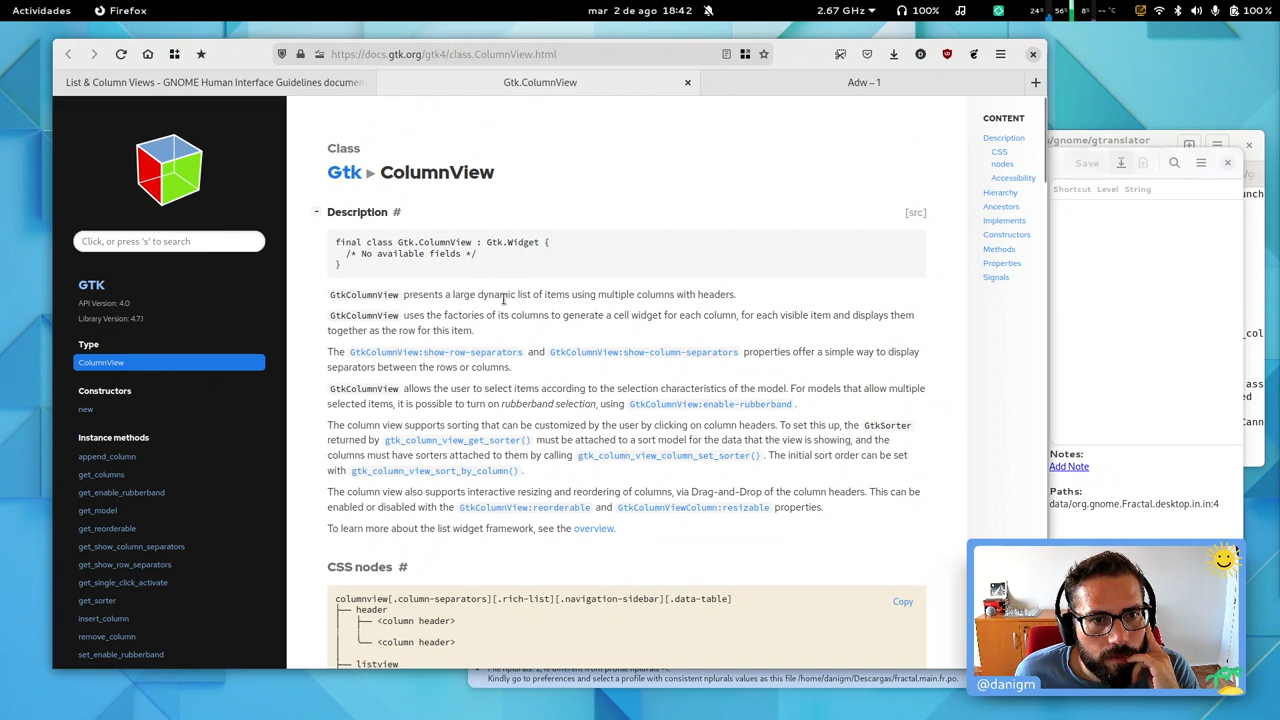 Actividades
Firefox
mar 2 de ago 18:42
2.67 GHz
100%
24%
56%
8%
-- °C
100 %
https://docs.gtk.org/gtk4/class.ColumnView.html
List & Column Views - GNOME Human Interface Guidelines documen
Gtk.ColumnView
Adw – 1
Click, or press 's' to search
GTK
API Version: 4.0
Library Version: 4.7.1
Type
ColumnView
Constructors
new
Instance methods
append_column
get_columns
get_enable_rubberband
get_model
get_reorderable
get_show_column_separators
get_show_row_separators
get_single_click_activate
get_sorter
insert_column
remove_column
set_enable_rubberband
Class
Gtk ▸ ColumnView
- Description #
[src]
final class Gtk.ColumnView : Gtk.Widget {
/* No available fields */
}
GtkColumnView presents a large dynamic list of items using multiple columns with headers.
GtkColumnView uses the factories of its columns to generate a cell widget for each column, for each visible item and displays them
together as the row for this item.
The GtkColumnView:show-row-separators and GtkColumnView:show-column-separators properties offer a simple way to display
separators between the rows or columns.
GtkColumnView allows the user to select items according to the selection characteristics of the model. For models that allow multiple
selected items, it is possible to turn on rubberband selection, using GtkColumnView:enable-rubberband.
The column view supports sorting that can be customized by the user by clicking on column headers. To set this up, the GtkSorter
returned by gtk_column_view_get_sorter() must be attached to a sort model for the data that the view is showing, and the
columns must have sorters attached to them by calling gtk_column_view_column_set_sorter(). The initial sort order can be set
with gtk_column_view_sort_by_column().
The column view also supports interactive resizing and reordering of columns, via Drag-and-Drop of the column headers. This can be
enabled or disabled with the GtkColumnView:reorderable and GtkColumnViewColumn:resizable properties.
To learn more about the list widget framework, see the overview.
CSS nodes #
columnview[.column-separators][.rich-list][.navigation-sidebar][.data-table]
Copy
├── header
│ ├── <column header>
│ └── <column header>
├── listview
CONTENT
Description
CSS
nodes
Accessibility
Hierarchy
Ancestors
Implements
Constructors
Methods
Properties
Signals
s/gnome/gtranslator
Save
Shortcut Level String
unch
_col
ass
ed
Cann
Notes:
Add Note
Paths:
data/org.gnome.Fractal.desktop.in.in:4
Kindly go to preferences and select a profile with consistent nplurals values as this file /home/danigm/Descargas/fractal.main.fr.po.
@danigm